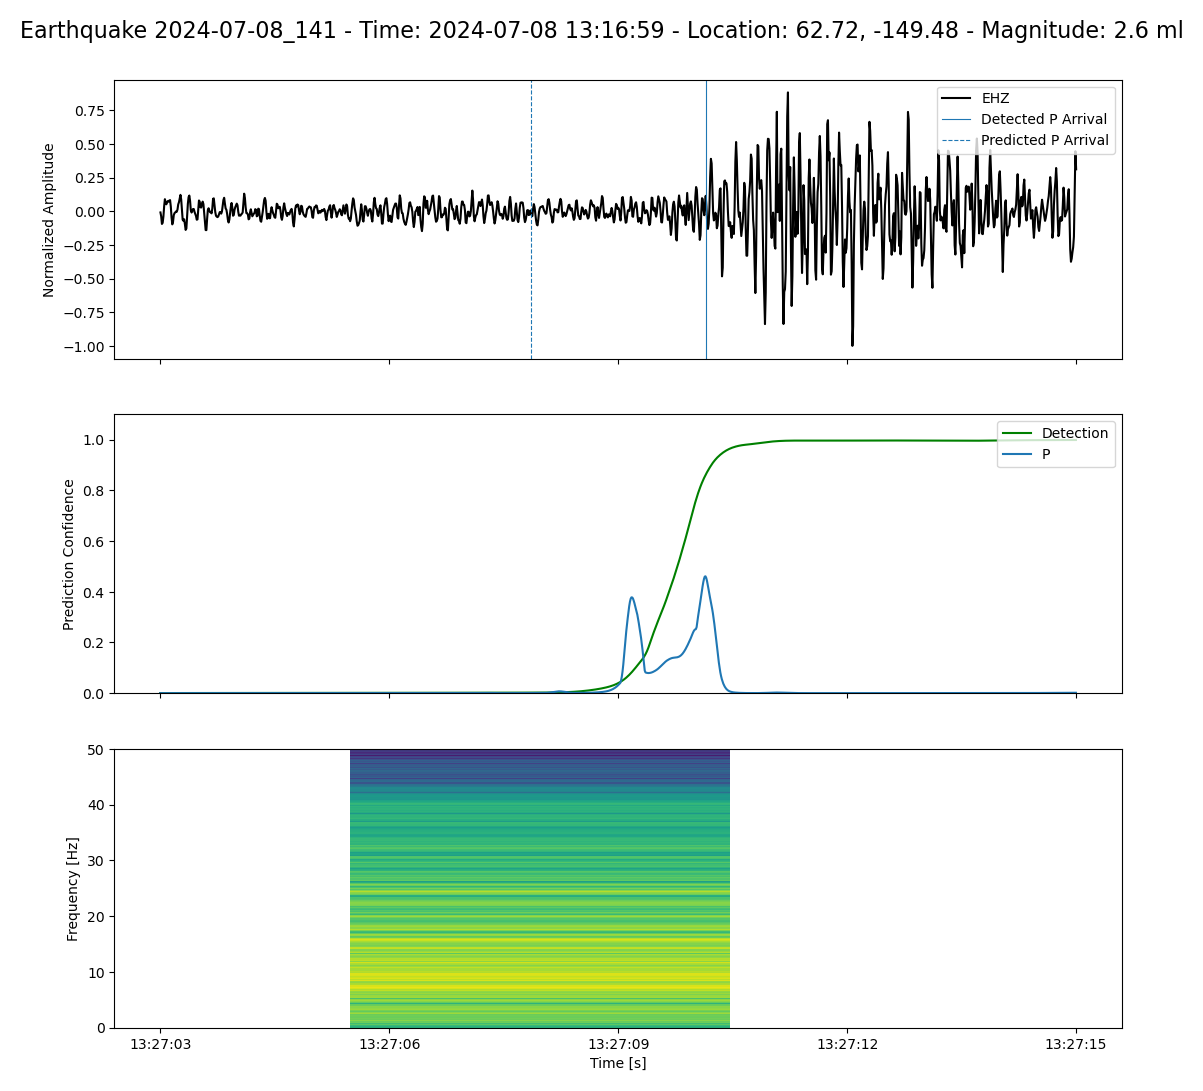 Earthquake 2024-07-08_141 - Time: 2024-07-08 13:16:59 - Location: 62.72, -149.48 - Magnitude: 2.6 ml
Normalized Amplitude
0.75
0.50
0.25
0.00
−0.25
−0.50
−0.75
−1.00
EHZ
Detected P Arrival
Predicted P Arrival
Prediction Confidence
1.0
0.8
0.6
0.4
0.2
0.0
Detection
P
Frequency [Hz]
50
40
30
20
10
0
13:27:03 13:27:06 13:27:09 13:27:12 13:27:15
Time [s]